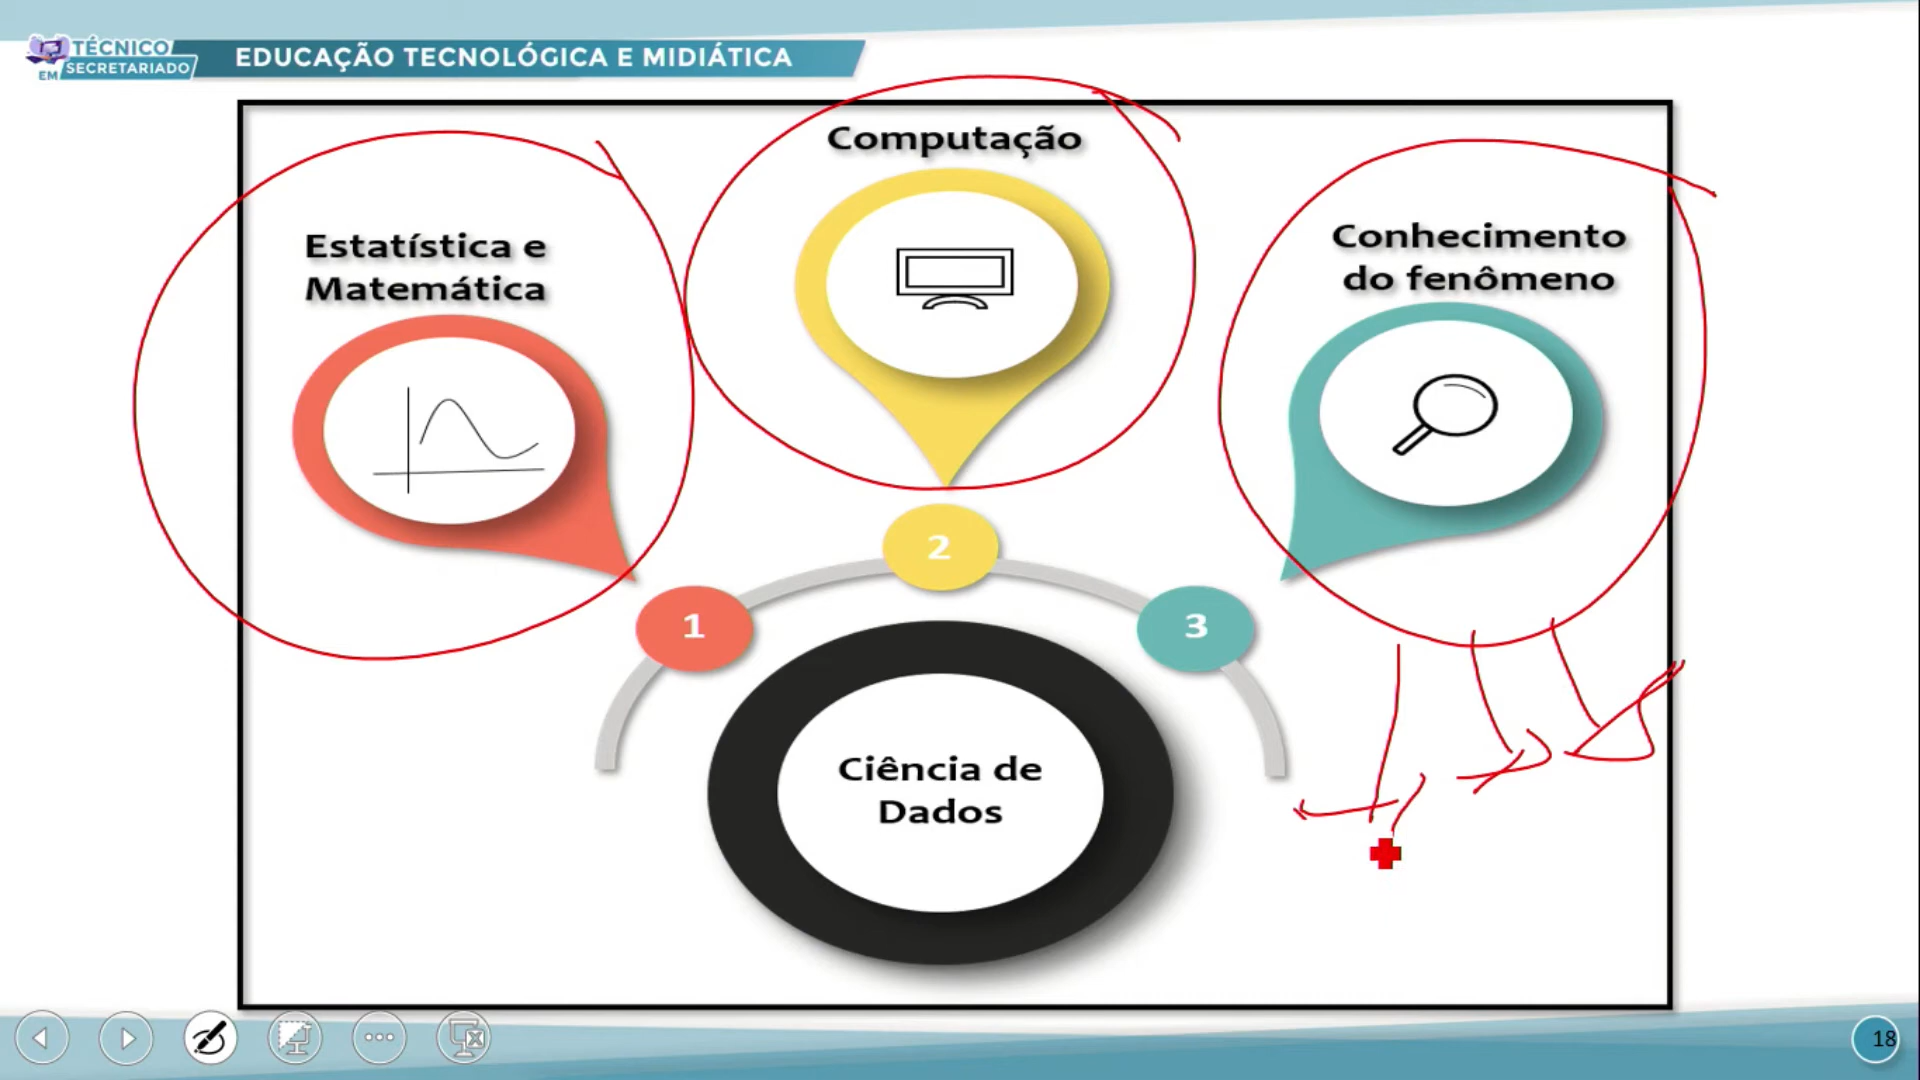 TÉCNICO
EM SECRETARIADO
EDUCAÇÃO TECNOLÓGICA E MIDIÁTICA
Computação
Estatística e
Matemática
Conhecimento
do fenômeno
1
2
3
Ciência de
Dados
18